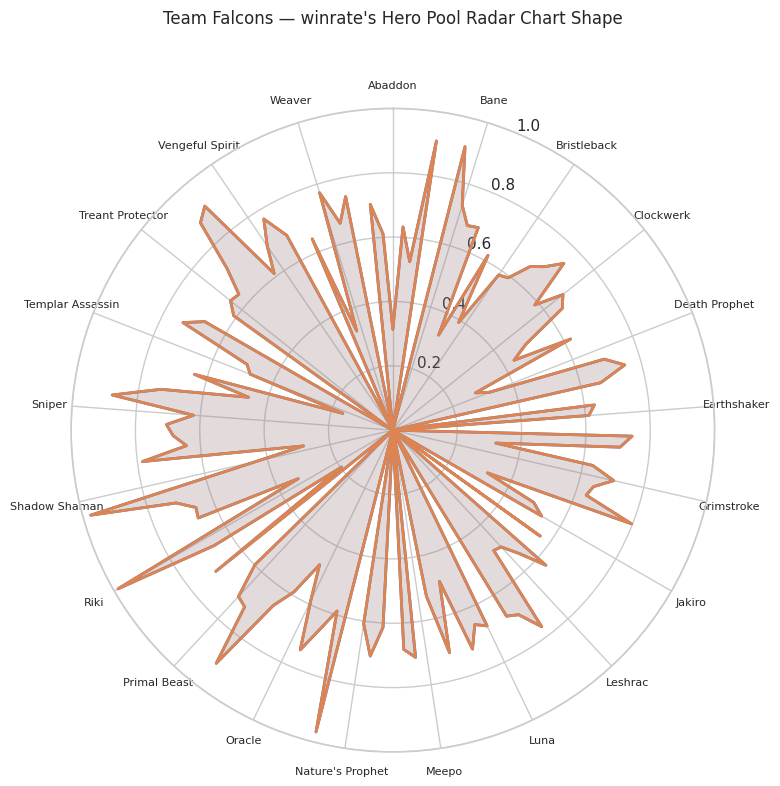 Team Falcons — winrate's Hero Pool Radar Chart Shape
Abaddon
Bane
Bristleback
Clockwerk
Death Prophet
Earthshaker
Grimstroke
Jakiro
Leshrac
Luna
Meepo
Nature's Prophet
Oracle
Primal Beast
Riki
Shadow Shaman
Sniper
Templar Assassin
Treant Protector
Vengeful Spirit
Weaver
1.0
0.8
0.6
0.4
0.2